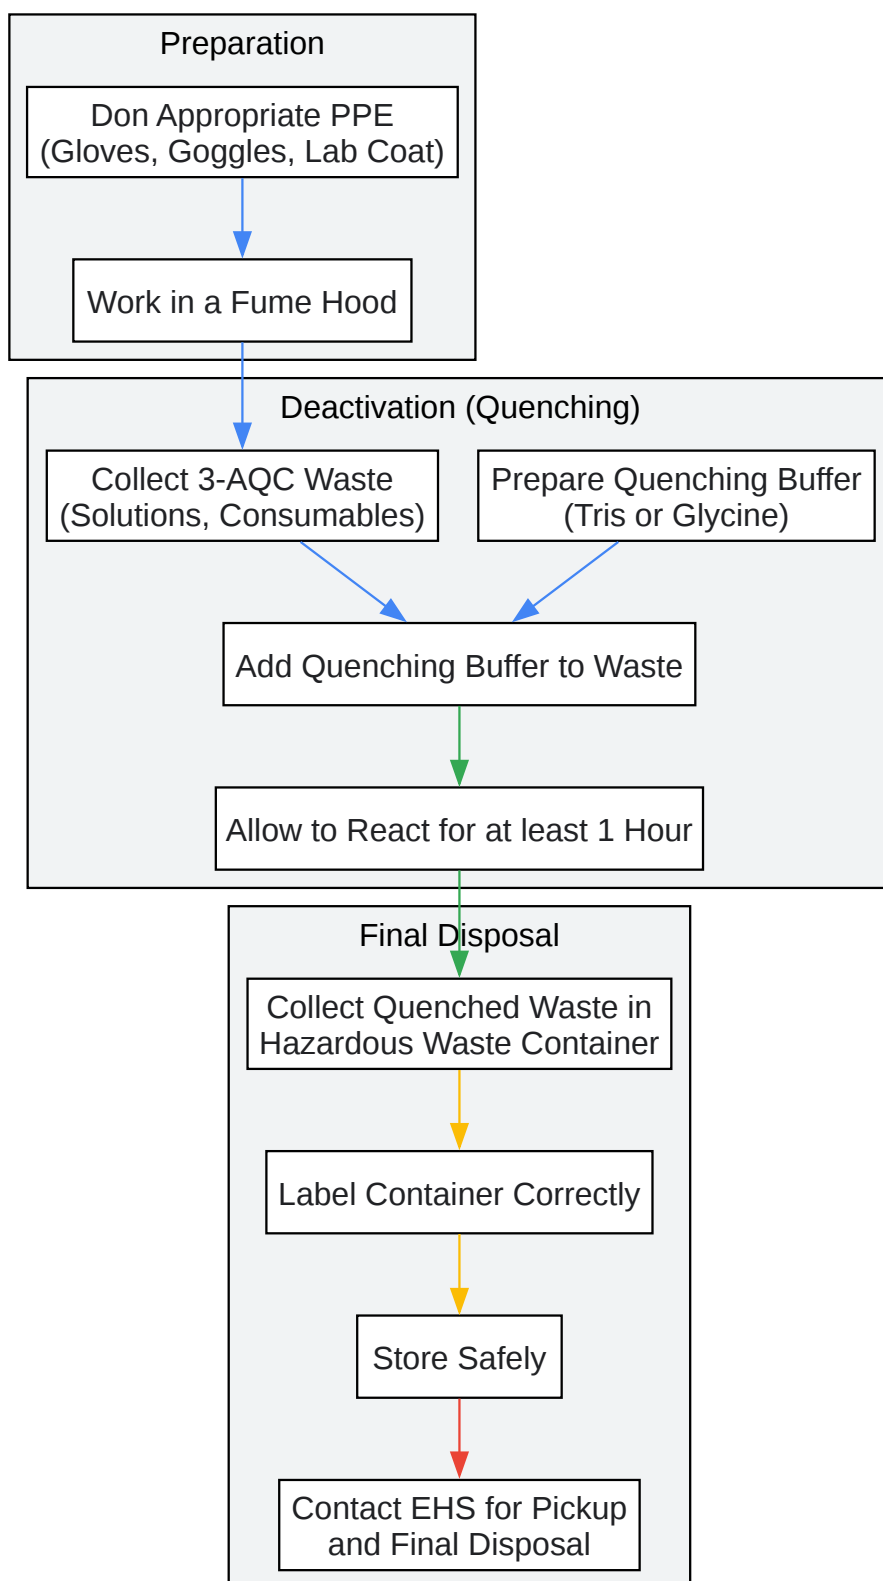 Preparation
Don Appropriate PPE
(Gloves, Goggles, Lab Coat)
Work in a Fume Hood
Deactivation (Quenching)
Collect 3-AQC Waste
(Solutions, Consumables)
Prepare Quenching Buffer
(Tris or Glycine)
Add Quenching Buffer to Waste
Allow to React for at least 1 Hour
Final Disposal
Collect Quenched Waste in
Hazardous Waste Container
Label Container Correctly
Store Safely
Contact EHS for Pickup
and Final Disposal